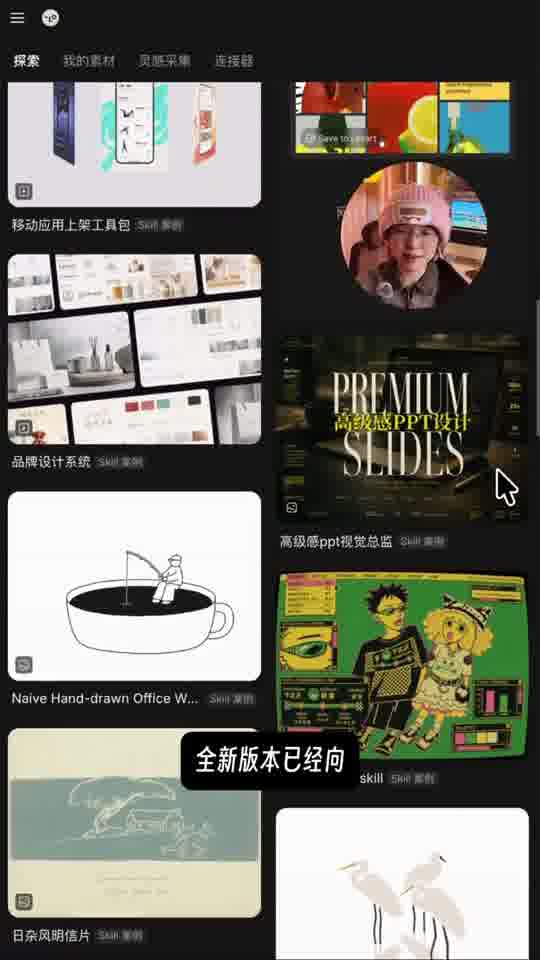 探索 我的素材 灵感采集 连接器
Save to
移动应用上架工具包 Skill 案例
品牌设计系统 Skill 案例
PREMIUM
高级感PPT设计
SLIDES
高级感ppt视觉总监 Skill 案例
Naive Hand-drawn Office W... Skill 案例
全新版本已经向
skill Skill 案例
日杂风明信片 Skill 案例